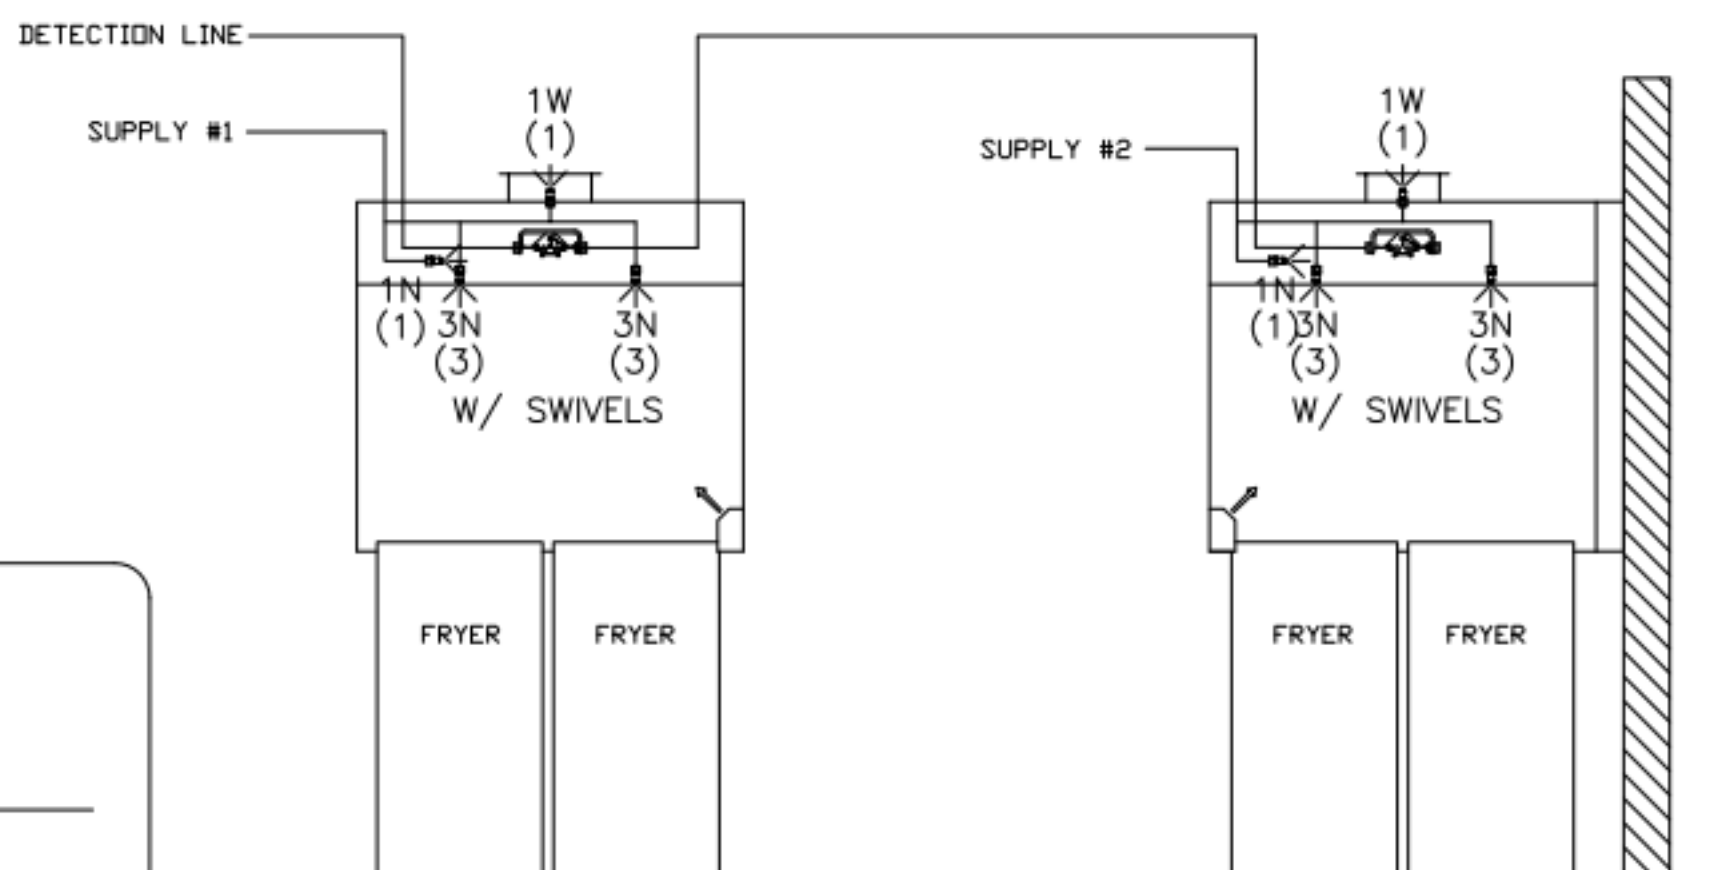 DETECTION LINE
1W
(1)
1W
(1)
SUPPLY #1
SUPPLY #2
1N
(1)
3N
(3)
3N
(3)
W/ SWIVELS
1N
(1)
3N
(3)
3N
(3)
W/ SWIVELS
FRYER
FRYER
FRYER
FRYER